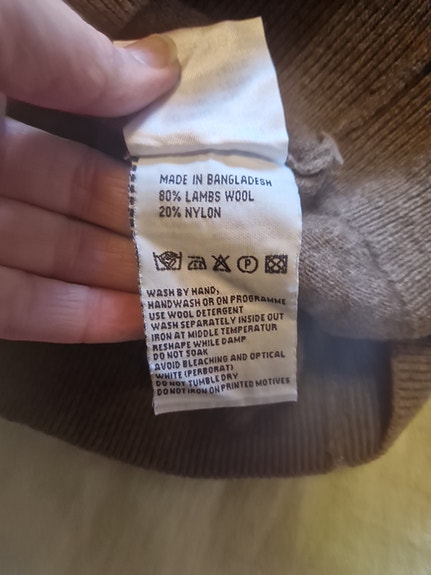 MADE IN BANGLADESH
80% LAMBS WOOL
20% NYLON
P
WASH BY HAND,
HANDWASH OR ON PROGRAMME
USE WOOL DETERGENT
WASH SEPARATELY INSIDE OUT
IRON AT MIDDLE TEMPERATUR
RESHAPE WHILE DAMP
DO NOT SOAK
AVOID BLEACHING AND OPTICAL
WHITE (PERBORAT)
DO NOT TUMBLE DRY
DO NOT IRON ON PRINTED MOTIVES